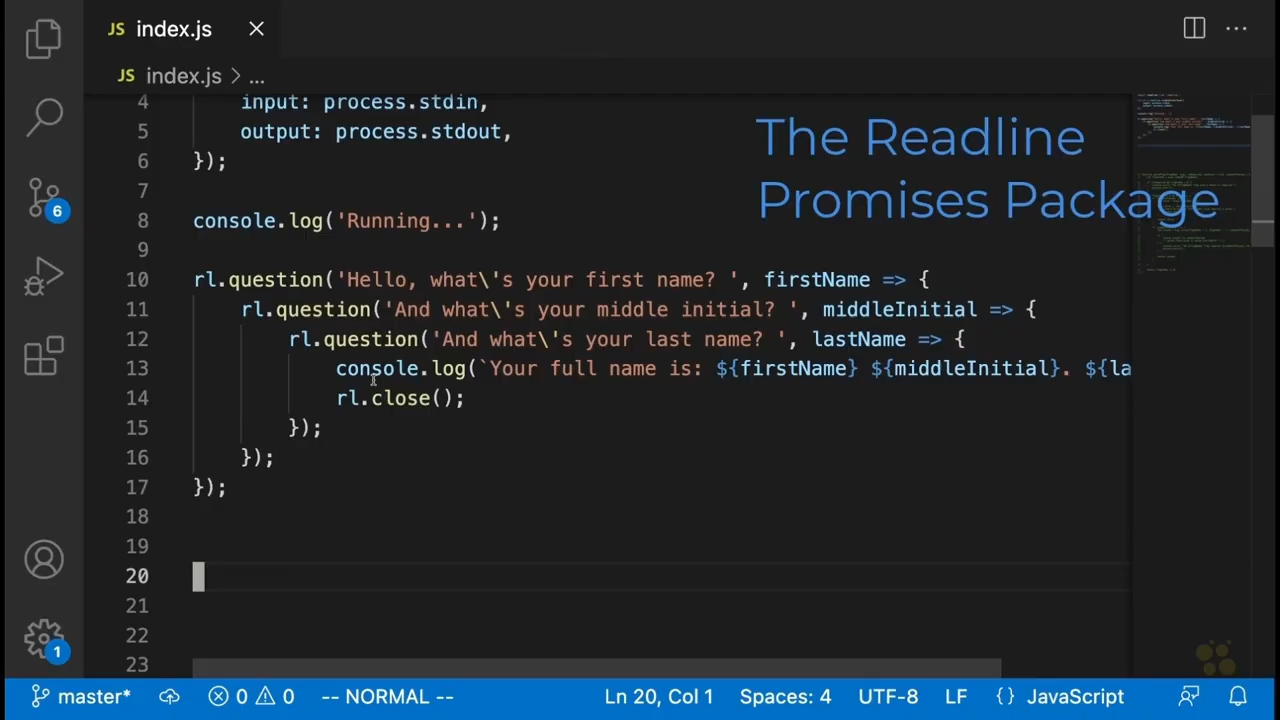 JS index.js
JS index.js > ...
The Readline
Promises Package
4 input: process.stdin,
5 output: process.stdout,
6 });
7
8 console.log('Running...');
9
10 rl.question('Hello, what\'s your first name? ', firstName => {
11 rl.question('And what\'s your middle initial? ', middleInitial => {
12 rl.question('And what\'s your last name? ', lastName => {
13 console.log(`Your full name is: ${firstName} ${middleInitial}. ${la
14 rl.close();
15 });
16 });
17 });
18
19
20
21
22
23
6
1
master* 0 0 -- NORMAL -- Ln 20, Col 1 Spaces: 4 UTF-8 LF {} JavaScript